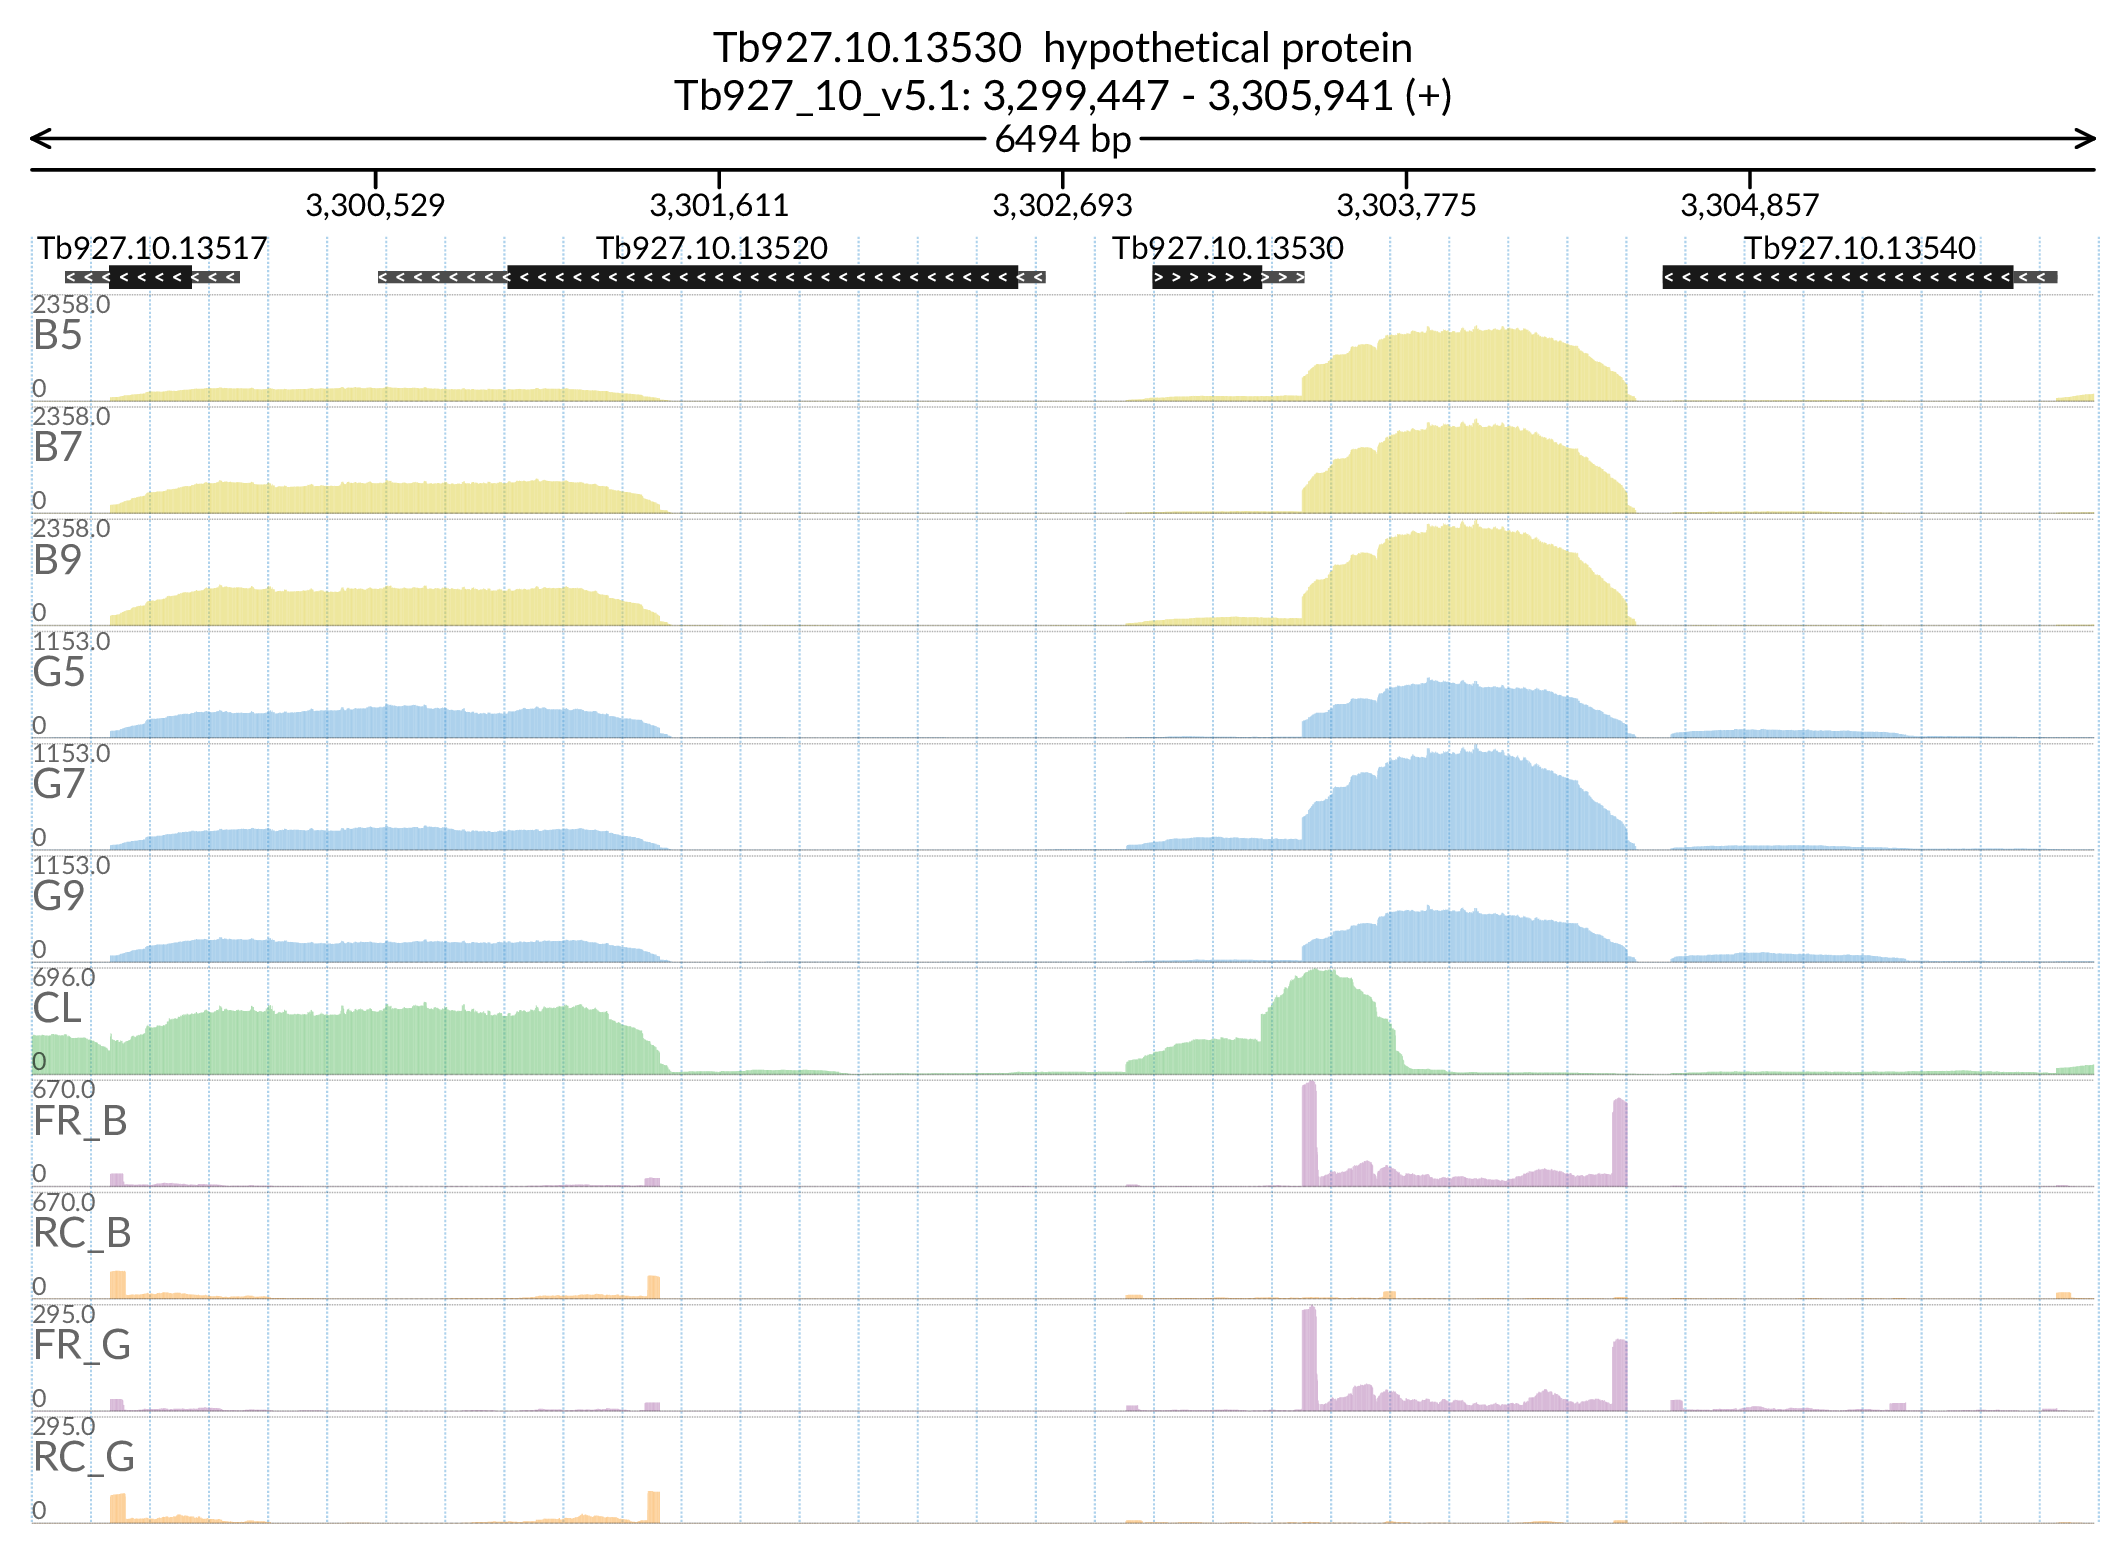 Tb927.10.13530  hypothetical protein
Tb927_10_v5.1: 3,299,447 - 3,305,941 (+)
6494 bp
3,300,529 3,301,611 3,302,693 3,303,775 3,304,857
Tb927.10.13517 Tb927.10.13520 Tb927.10.13530 Tb927.10.13540
2358.0
B5
0
2358.0
B7
0
2358.0
B9
0
1153.0
G5
0
1153.0
G7
0
1153.0
G9
0
696.0
CL
0
670.0
FR_B
0
670.0
RC_B
0
295.0
FR_G
0
295.0
RC_G
0